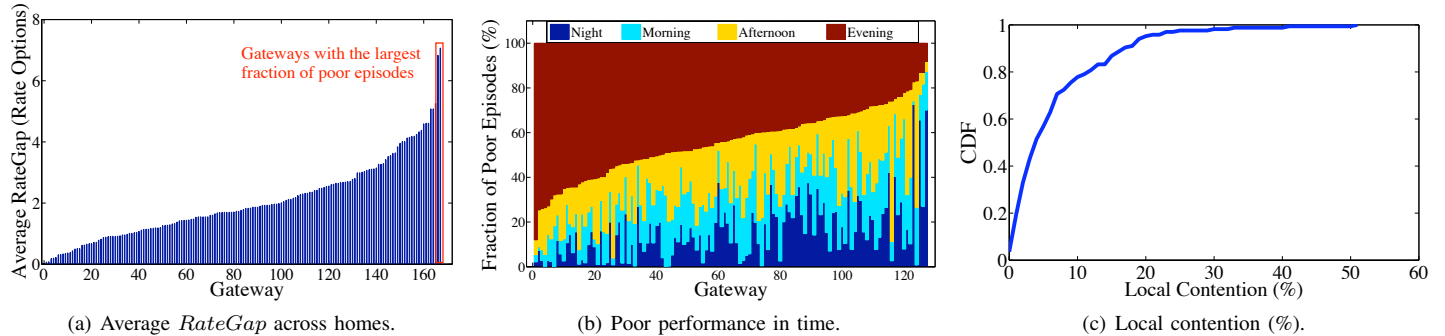 8
6
4
2
0
0
20
40
60
80
100
120
140
160
Average RateGap (Rate Options)
Gateway
Gateways with the largest
fraction of poor episodes
(a) Average RateGap across homes.
Night
Morning
Afternoon
Evening
100
80
60
40
20
0
0
20
40
60
80
100
120
Fraction of Poor Episodes (%)
Gateway
(b) Poor performance in time.
1
0.8
0.6
0.4
0.2
0
0
10
20
30
40
50
60
CDF
Local Contention (%)
(c) Local contention (%).